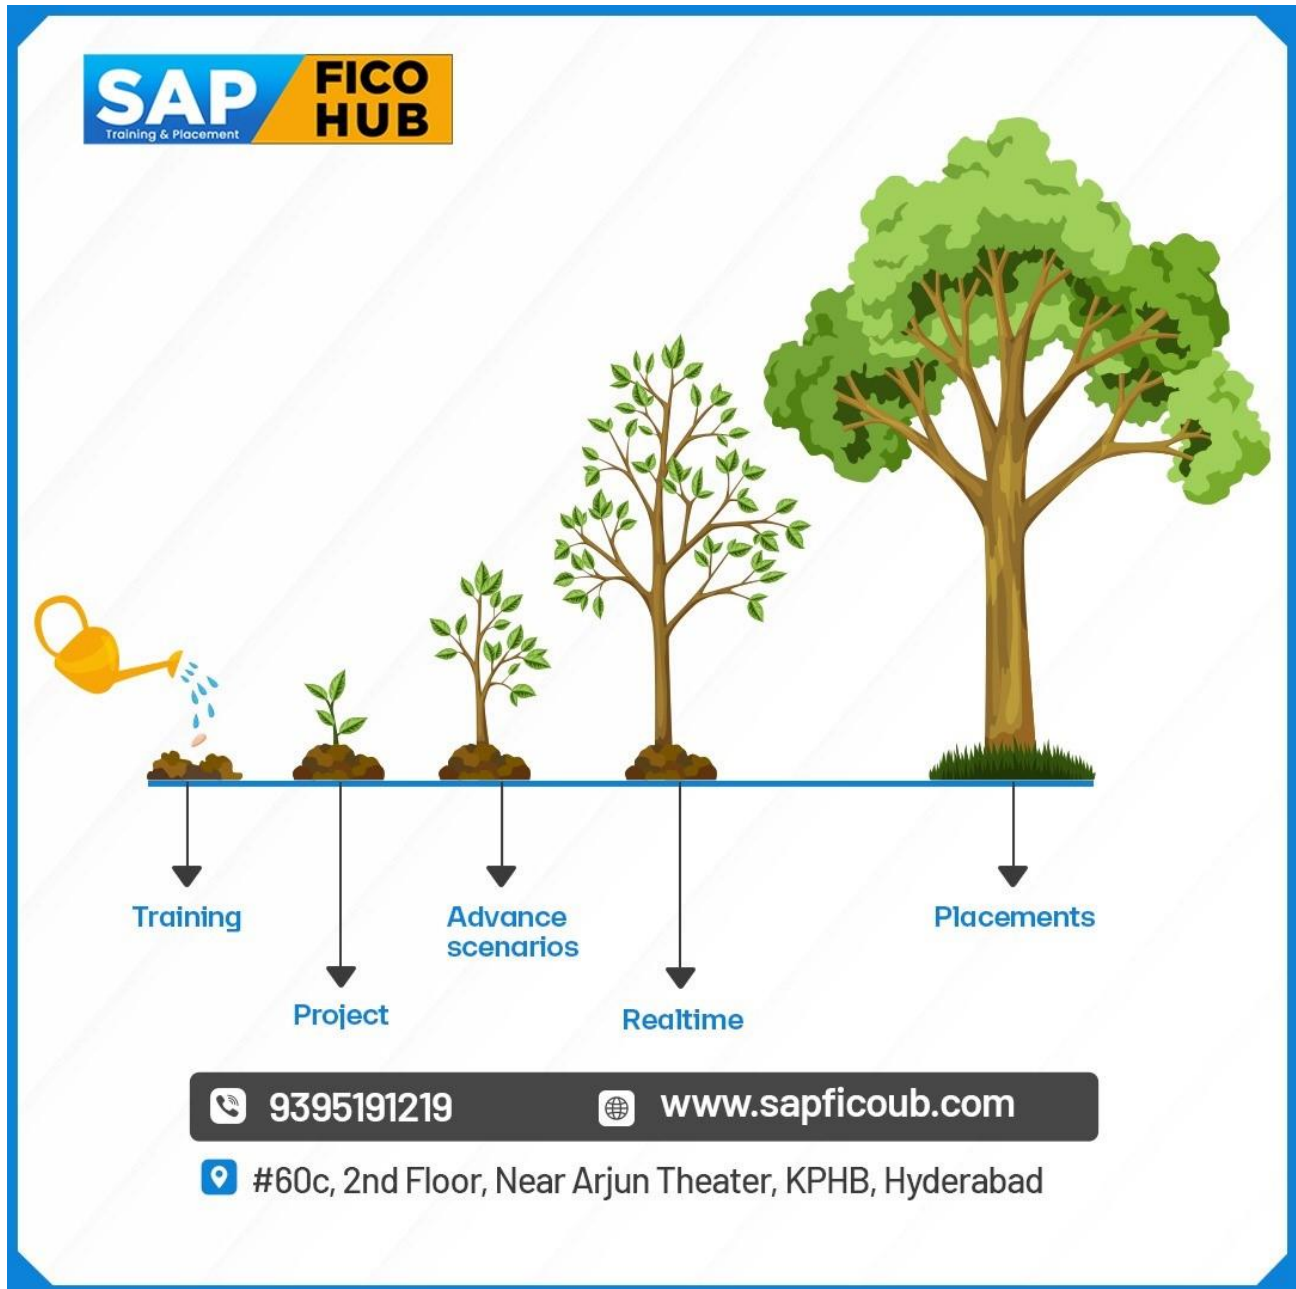 SAP
Training & Placement
FICO
HUB
Training
Project
Advance
scenarios
Realtime
Placements
9395191219
www.sapficoub.com
#60c, 2nd Floor, Near Arjun Theater, KPHB, Hyderabad